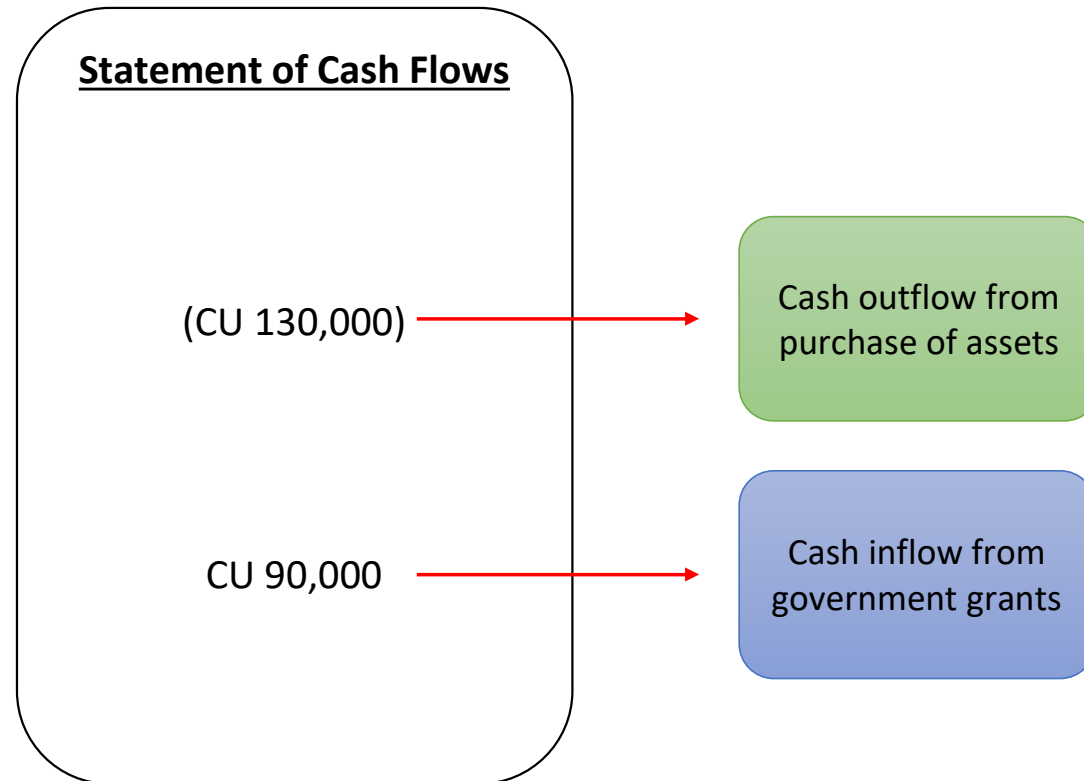 Statement of Cash Flows
(CU 130,000)
Cash outflow from
purchase of assets
CU 90,000
Cash inflow from
government grants